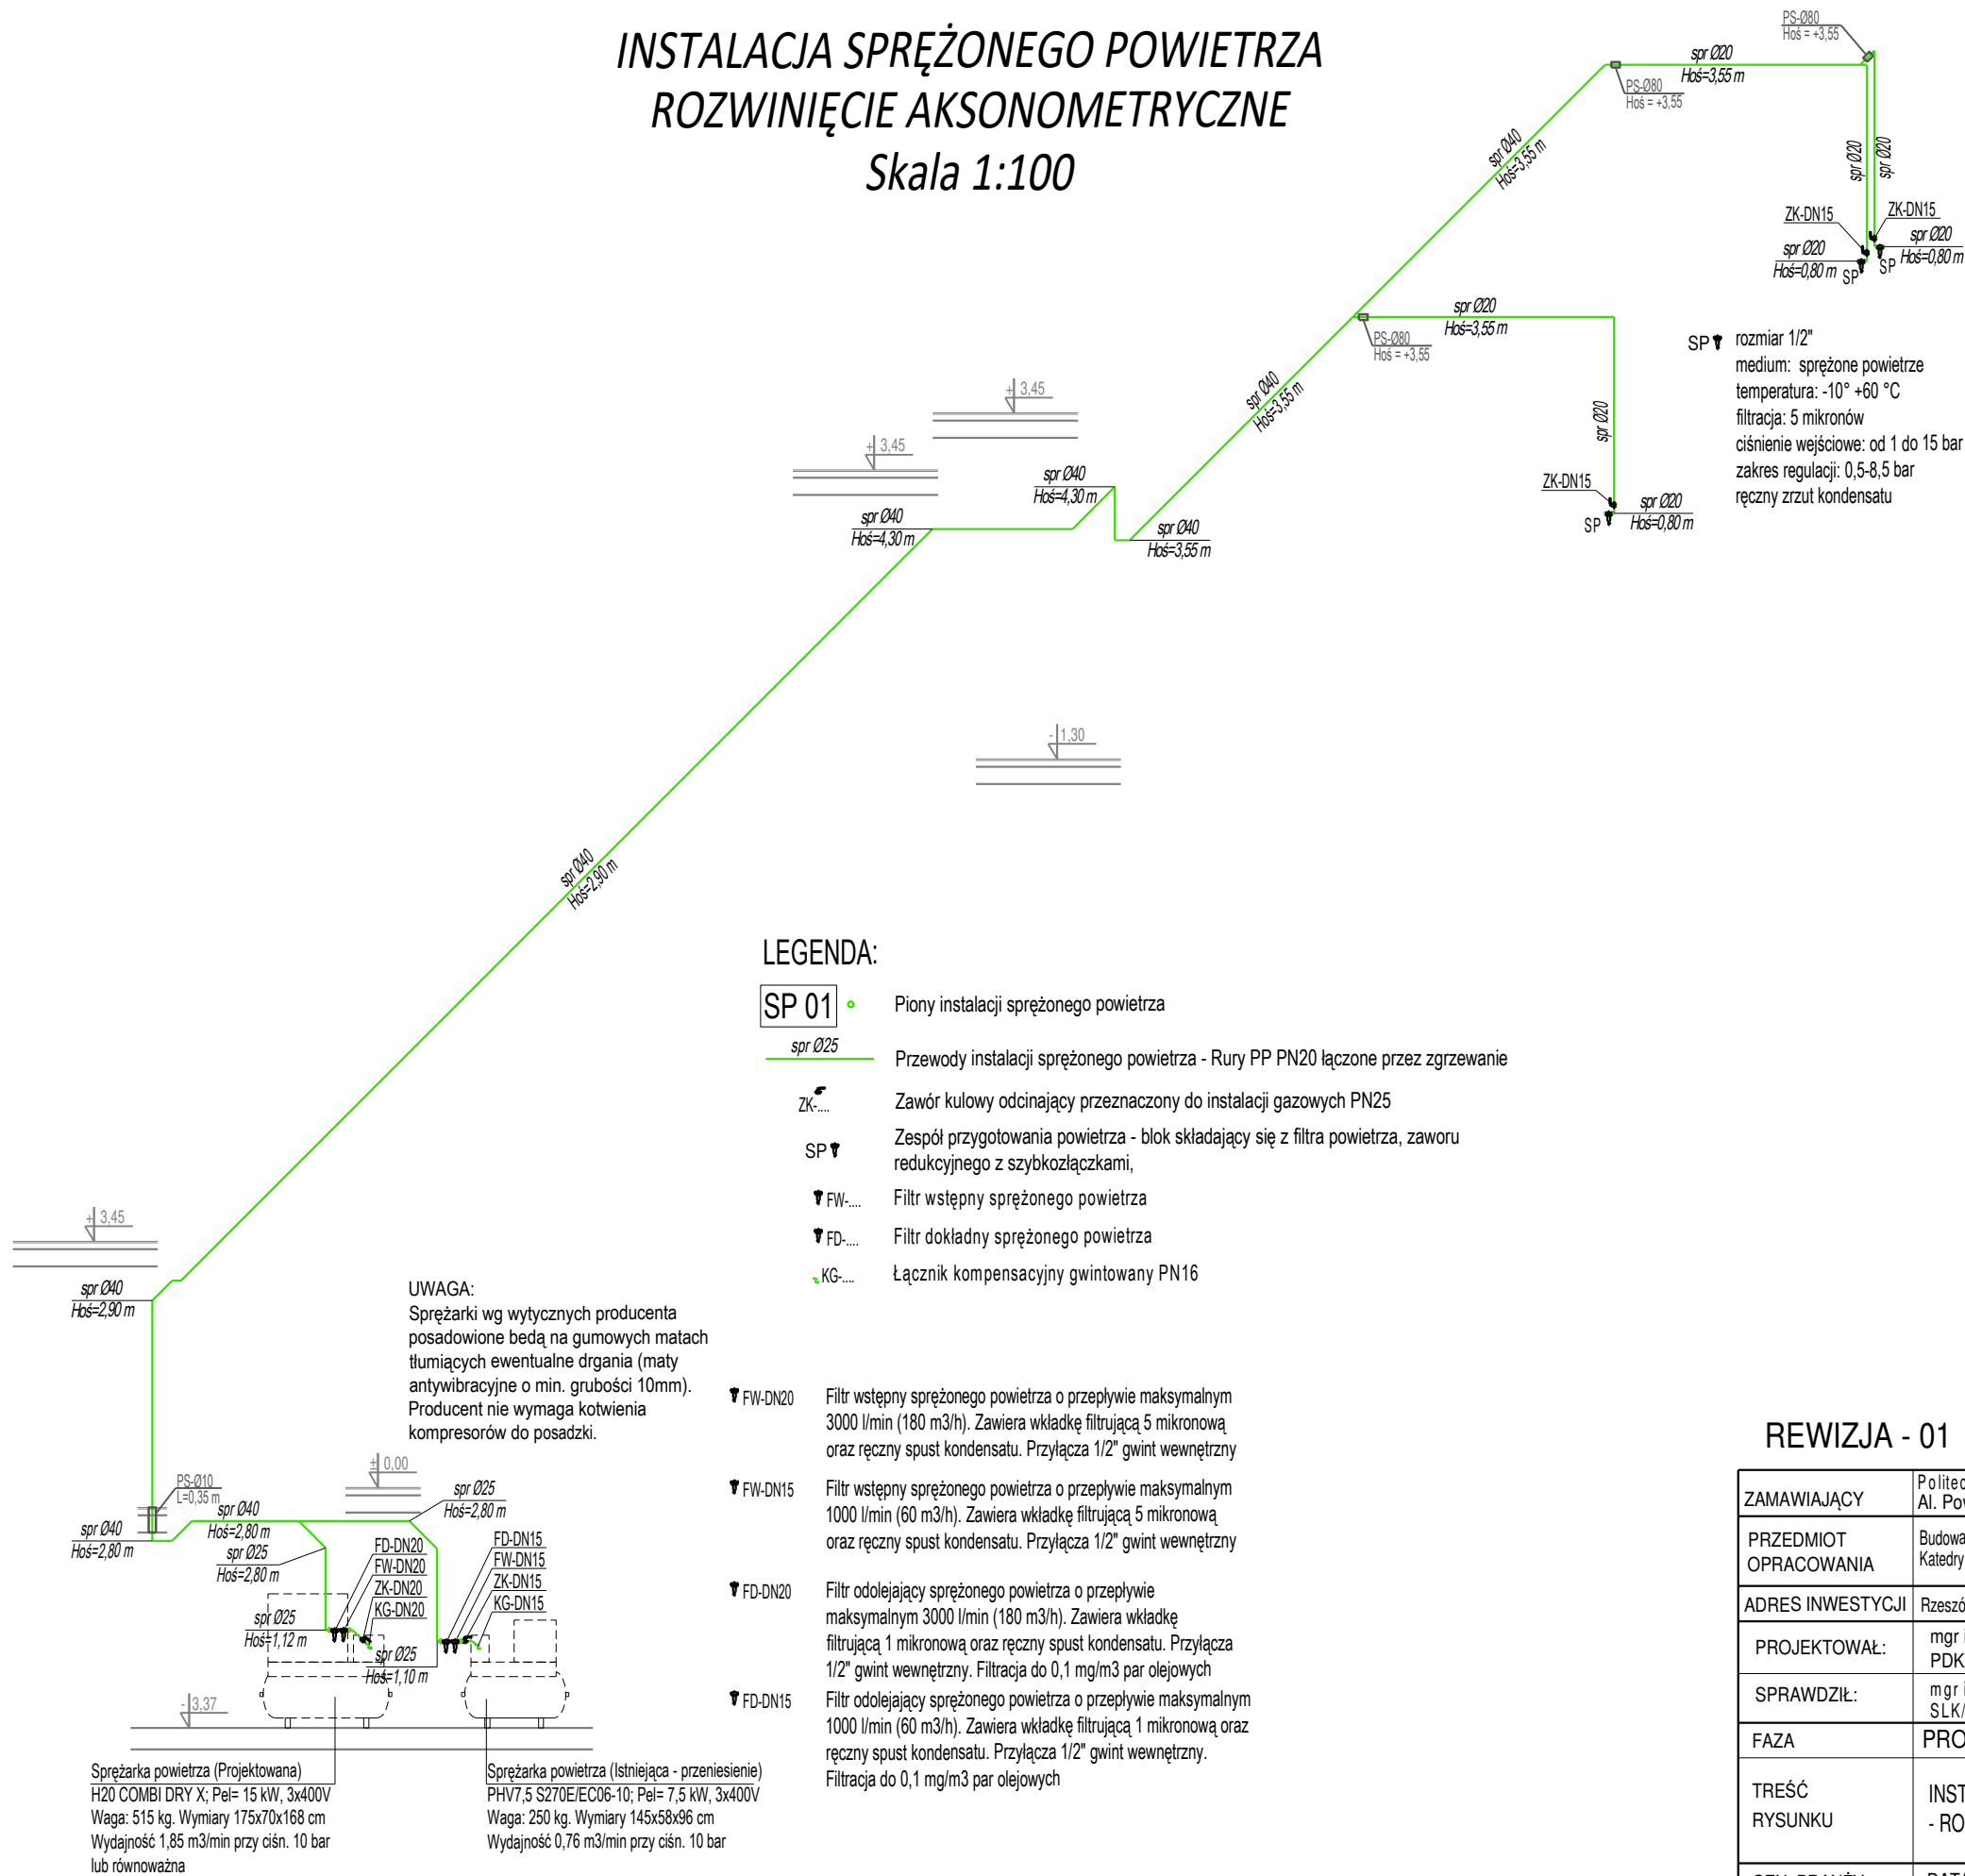 INSTALACJA SPRĘŻONEGO POWIETRZA
ROZWINIĘCIE AKSONOMETRYCZNE
Skala 1:100
PS-Ø80
Hoś = +3,55
spr Ø20
Hoś=3,55 m
PS-Ø80
Hoś = +3,55
spr Ø40
Hoś=3,55 m
spr Ø20
spr Ø20
ZK-DN15
ZK-DN15
spr Ø20
Hoś=0,80 m
SP
SP
spr Ø20
Hoś=0,80 m
spr Ø20
Hoś=3,55 m
PS-Ø80
Hoś = +3,55
spr Ø40
Hoś=3,55 m
spr Ø20
ZK-DN15
SP
spr Ø20
Hoś=0,80 m
SP
rozmiar 1/2"
medium: sprężone powietrze
temperatura: -10° +60 °C
filtracja: 5 mikronów
ciśnienie wejściowe: od 1 do 15 bar
zakres regulacji: 0,5-8,5 bar
ręczny zrzut kondensatu
+ 3,45
+ 3,45
spr Ø40
Hoś=4,30 m
spr Ø40
Hoś=4,30 m
spr Ø40
Hoś=3,55 m
- 1,30
spr Ø40
Hoś=2,90 m
LEGENDA:
SP 01 Piony instalacji sprężonego powietrza
spr Ø25 Przewody instalacji sprężonego powietrza - Rury PP PN20 łączone przez zgrzewanie
ZK-.... Zawór kulowy odcinający przeznaczony do instalacji gazowych PN25
SP Zespół przygotowania powietrza - blok składający się z filtra powietrza, zaworu
redukcyjnego z szybkozłączkami,
FW-.... Filtr wstępny sprężonego powietrza
FD-.... Filtr dokładny sprężonego powietrza
KG-.... Łącznik kompensacyjny gwintowany PN16
+ 3,45
spr Ø40
Hoś=2,90 m
UWAGA:
Sprężarki wg wytycznych producenta
posadowione bedą na gumowych matach
tłumiących ewentualne drgania (maty
antywibracyjne o min. grubości 10mm).
Producent nie wymaga kotwienia
kompresorów do posadzki.
FW-DN20 Filtr wstępny sprężonego powietrza o przepływie maksymalnym
3000 l/min (180 m3/h). Zawiera wkładkę filtrującą 5 mikronową
oraz ręczny spust kondensatu. Przyłącza 1/2" gwint wewnętrzny
FW-DN15 Filtr wstępny sprężonego powietrza o przepływie maksymalnym
1000 l/min (60 m3/h). Zawiera wkładkę filtrującą 5 mikronową
oraz ręczny spust kondensatu. Przyłącza 1/2" gwint wewnętrzny
FD-DN20 Filtr odolejający sprężonego powietrza o przepływie
maksymalnym 3000 l/min (180 m3/h). Zawiera wkładkę
filtrującą 1 mikronową oraz ręczny spust kondensatu. Przyłącza
1/2" gwint wewnętrzny. Filtracja do 0,1 mg/m3 par olejowych
FD-DN15 Filtr odolejający sprężonego powietrza o przepływie maksymalnym
1000 l/min (60 m3/h). Zawiera wkładkę filtrującą 1 mikronową oraz
ręczny spust kondensatu. Przyłącza 1/2" gwint wewnętrzny.
Filtracja do 0,1 mg/m3 par olejowych
± 0,00
PS-Ø10
L=0,35 m
spr Ø40
Hoś=2,80 m
spr Ø40
Hoś=2,80 m
spr Ø25
Hoś=2,80 m
spr Ø25
Hoś=2,80 m
FD-DN20
FW-DN20
ZK-DN20
KG-DN20
FD-DN15
FW-DN15
ZK-DN15
KG-DN15
spr Ø25
Hoś=1,12 m
spr Ø25
Hoś=1,10 m
- 3,37
Sprężarka powietrza (Projektowana)
H20 COMBI DRY X; Pel= 15 kW, 3x400V
Waga: 515 kg. Wymiary 175x70x168 cm
Wydajność 1,85 m3/min przy ciśn. 10 bar
lub równoważna
Sprężarka powietrza (Istniejąca - przeniesienie)
PHV7,5 S270E/EC06-10; Pel= 7,5 kW, 3x400V
Waga: 250 kg. Wymiary 145x58x96 cm
Wydajność 0,76 m3/min przy ciśn. 10 bar
REWIZJA - 01
ZAMAWIAJĄCY
Al.
PRZEDMIOT
OPRACOWANIA
Budowa
Katedry
ADRES INWESTYCJI
PROJEKTOWAŁ: mgr
SPRAWDZIŁ: mgr
FAZA
TREŚĆ
RYSUNKU